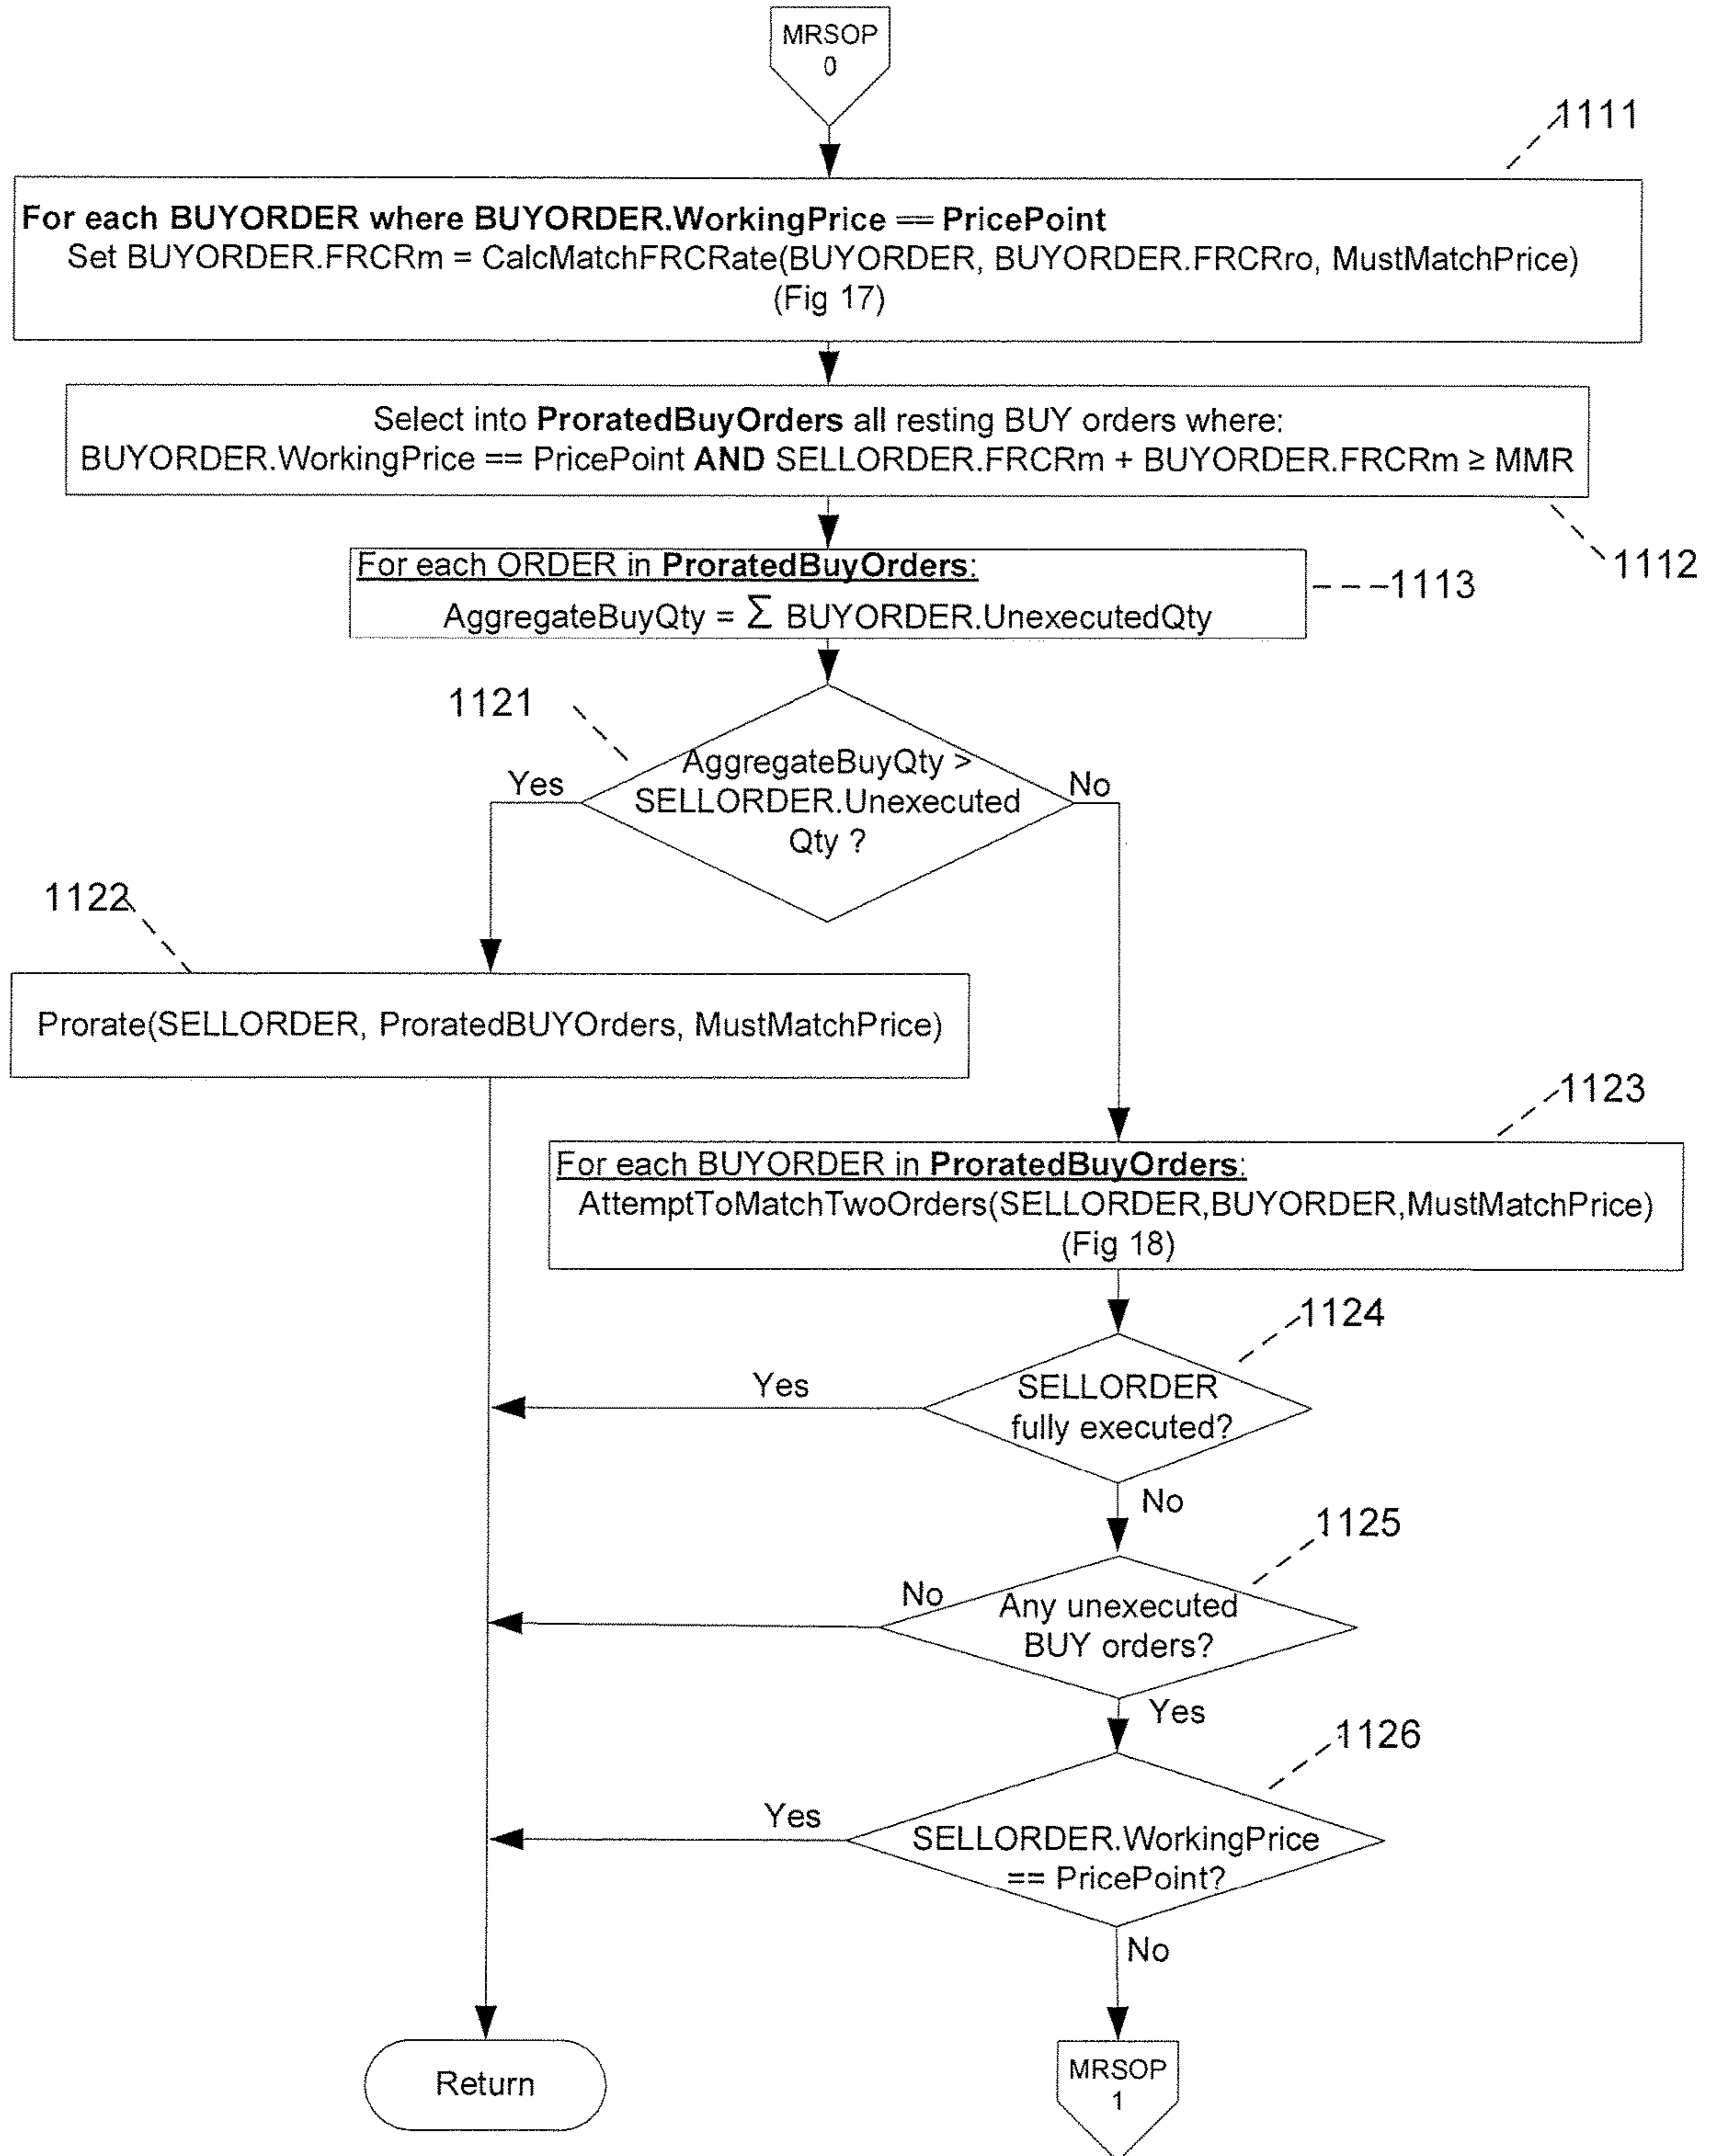 MRSOP
0
1111
For each BUYORDER where BUYORDER.WorkingPrice == PricePoint
Set BUYORDER.FRCRm = CalcMatchFRCRate(BUYORDER, BUYORDER.FRCRro, MustMatchPrice)
(Fig 17)
Select into ProratedBuyOrders all resting BUY orders where:
BUYORDER.WorkingPrice == PricePoint AND SELLORDER.FRCRm + BUYORDER.FRCRm ≥ MMR
1112
For each ORDER in ProratedBuyOrders:
AggregateBuyQty = Σ BUYORDER.UnexecutedQty
1113
1121
AggregateBuyQty >
SELLORDER.Unexecuted
Qty ?
Yes
No
1122
Prorate(SELLORDER, ProratedBUYOrders, MustMatchPrice)
1123
For each BUYORDER in ProratedBuyOrders:
AttemptToMatchTwoOrders(SELLORDER,BUYORDER,MustMatchPrice)
(Fig 18)
1124
SELLORDER
fully executed?
Yes
No
1125
Any unexecuted
BUY orders?
No
Yes
1126
SELLORDER.WorkingPrice
== PricePoint?
Yes
No
Return
MRSOP
1